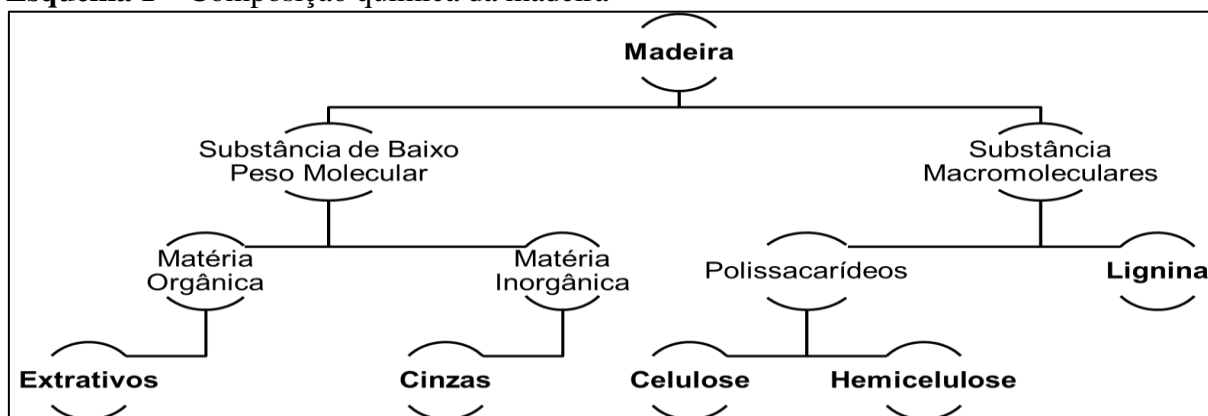 Esquema 1 – Composição química da madeira
Madeira
Substância de Baixo
Peso Molecular
Substância
Macromoleculares
Matéria
Orgânica
Matéria
Inorgânica
Polissacarídeos
Lignina
Extrativos
Cinzas
Celulose
Hemicelulose